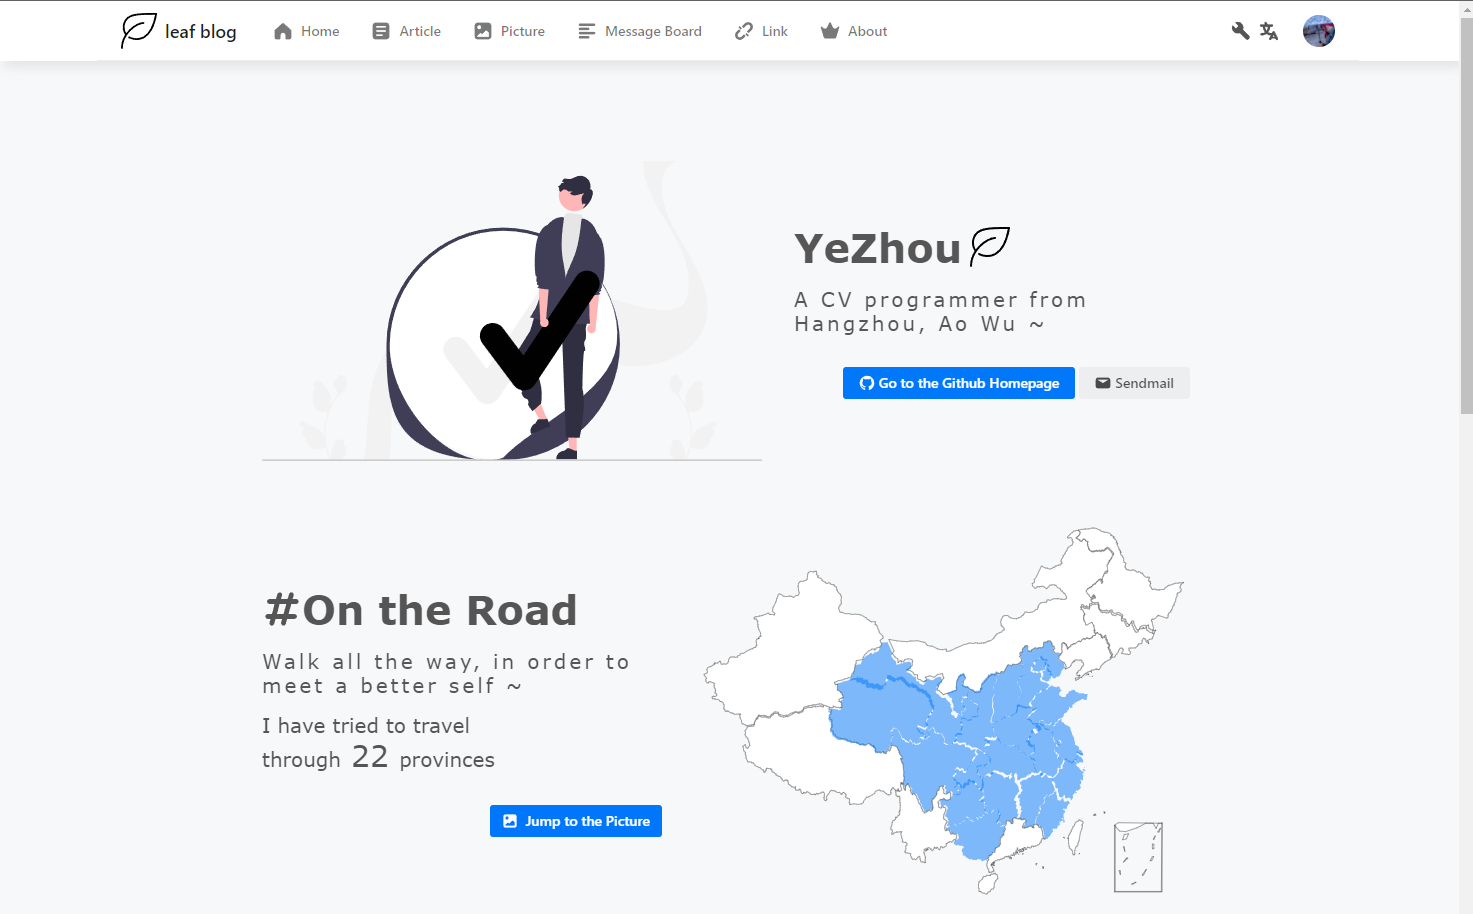 leaf blog
Home
Article
Picture
Message Board
Link
About
YeZhou
A CV programmer from
Hangzhou, Ao Wu ~
Go to the Github Homepage
Sendmail
#On the Road
Walk all the way, in order to
meet a better self ~
I have tried to travel
through 22 provinces
Jump to the Picture